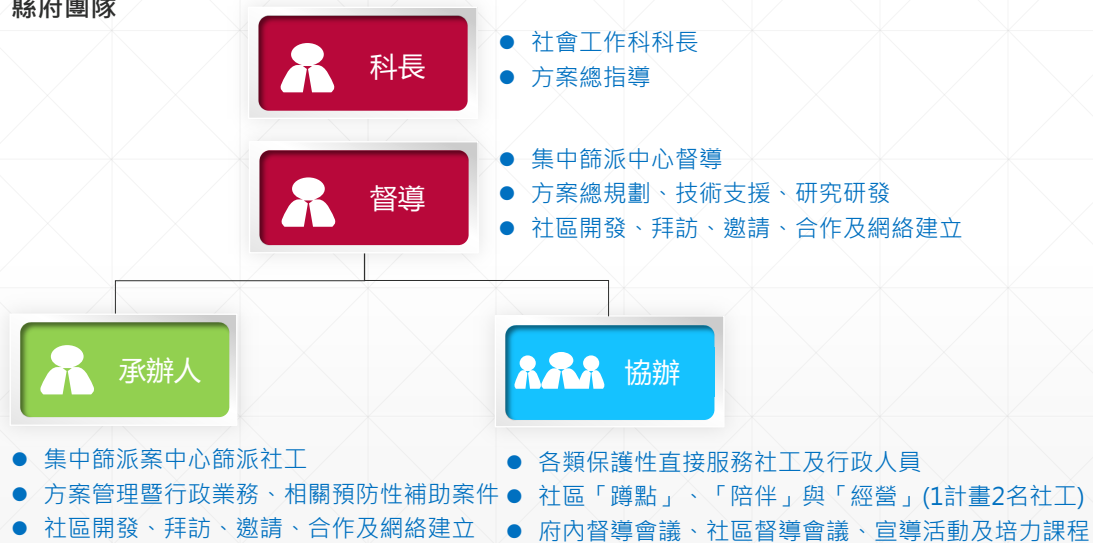 縣府團隊
科長
● 社會工作科科長
● 方案總指導
督導
● 集中篩派中心督導
● 方案總規劃、技術支援、研究研發
● 社區開發、拜訪、邀請、合作及網絡建立
承辦人
● 集中篩派案中心篩派社工
● 方案管理暨行政業務、相關預防性補助案件
● 社區開發、拜訪、邀請、合作及網絡建立
協辦
● 各類保護性直接服務社工及行政人員
● 社區「蹲點」、「陪伴」與「經營」(1計畫2名社工)
● 府內督導會議、社區督導會議、宣導活動及培力課程